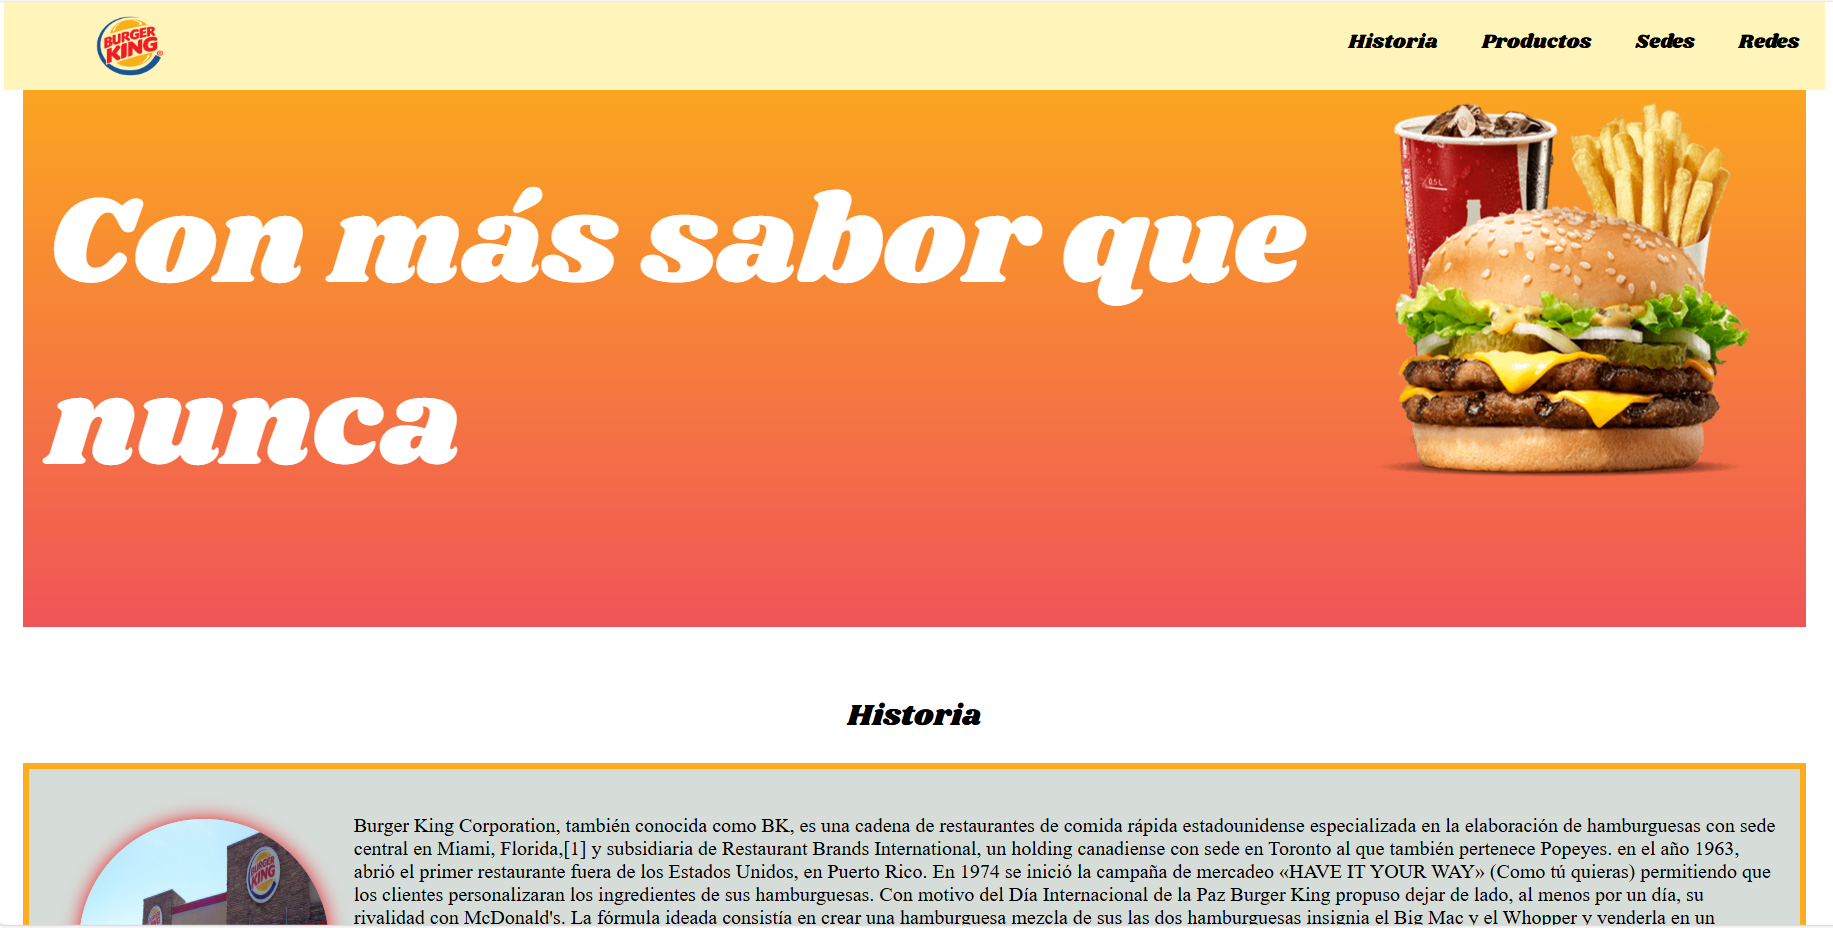 BURGER
KING
Historia
Productos
Sedes
Redes
Con más sabor que
nunca
0,5 L
Historia
BURGER
KING
Burger King Corporation, también conocida como BK, es una cadena de restaurantes de comida rápida estadounidense especializada en la elaboración de hamburguesas con sede
central en Miami, Florida,[1] y subsidiaria de Restaurant Brands International, un holding canadiense con sede en Toronto al que también pertenece Popeyes. en el año 1963,
abrió el primer restaurante fuera de los Estados Unidos, en Puerto Rico. En 1974 se inició la campaña de mercadeo «HAVE IT YOUR WAY» (Como tú quieras) permitiendo que
los clientes personalizaran los ingredientes de sus hamburguesas. Con motivo del Día Internacional de la Paz Burger King propuso dejar de lado, al menos por un día, su
rivalidad con McDonald's. La fórmula ideada consistía en crear una hamburguesa mezcla de sus las dos hamburguesas insignia el Big Mac y el Whopper y venderla en un